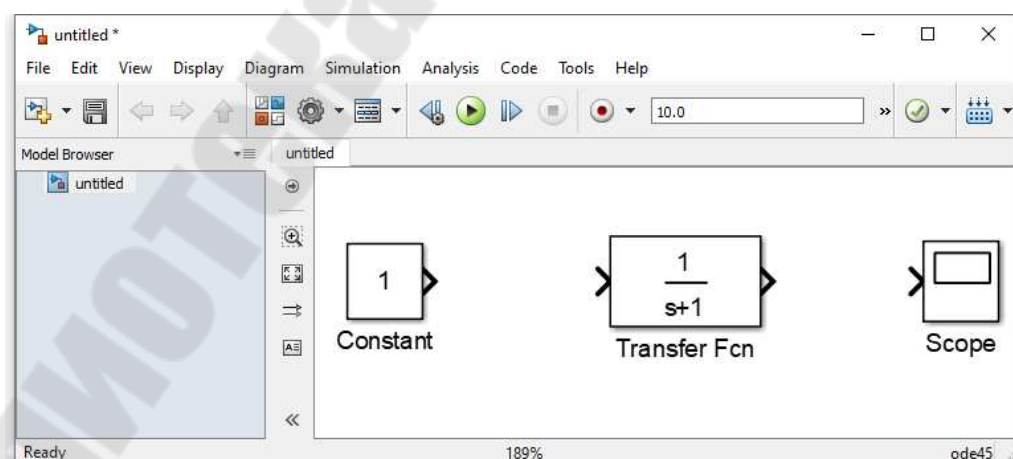 untitled *
File Edit View Display Diagram Simulation Analysis Code Tools Help
10.0
Model Browser
untitled
untitled
1
Constant
1
s+1
Transfer Fcn
Scope
Ready
189%
ode45